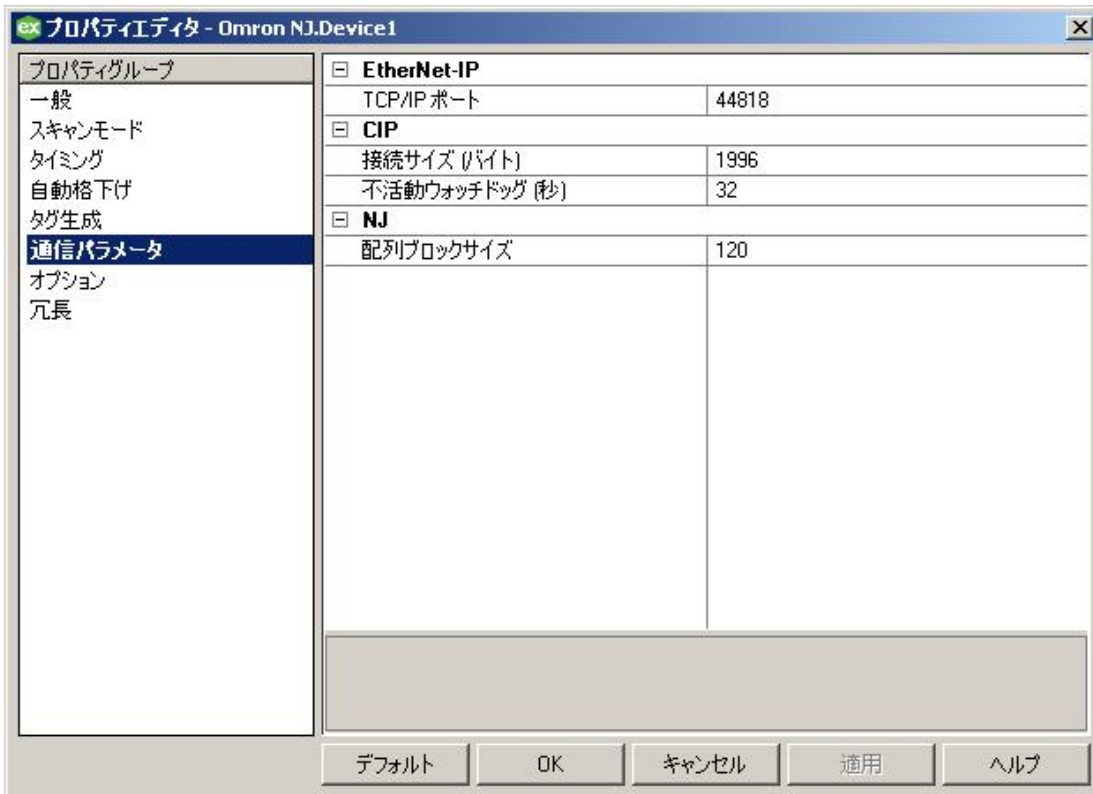 ex プロパティエディタ - Omron NJ.Device1
プロパティグループ
一般
スキャンモード
タイミング
自動格下げ
タグ生成
通信パラメータ
オプション
冗長
EtherNet-IP
TCP/IP ポート 44818
CIP
接続サイズ (バイト) 1996
不活動ウォッチドッグ (秒) 32
NJ
配列ブロックサイズ 120
デフォルト OK キャンセル 適用 ヘルプ